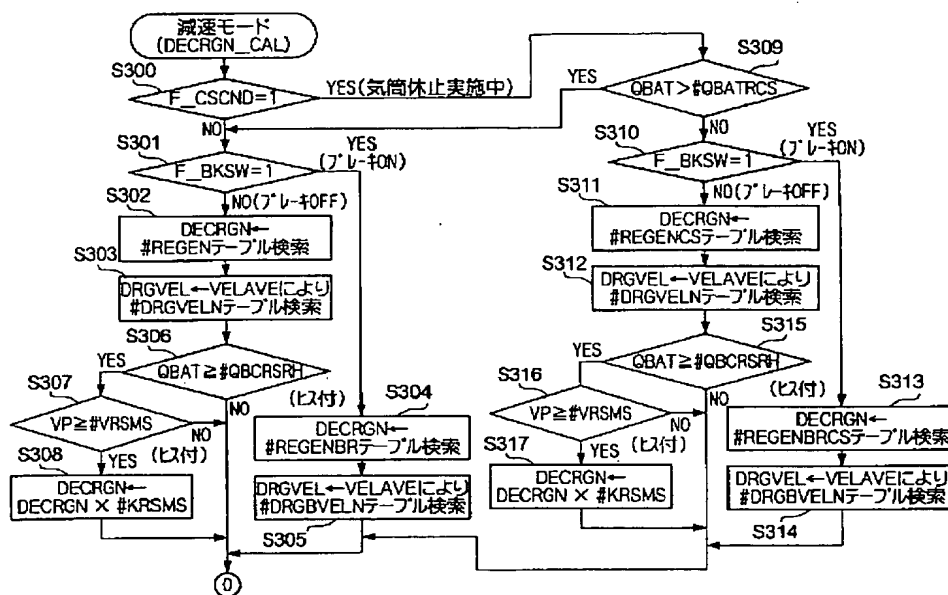 減速モード
(DECRGN_CAL)
S300
F_CSCND=1
YES(気筒休止実施中)
NO
S301
F_BKSW=1
YES
(ブレーキON)
NO(ブレーキOFF)
S302
DECRGN←
#REGENテーブル検索
S303
DRGVEL←VELAVEにより
#DRGVELNテーブル検索
S306
YES
QBAT≧#QBCRSRH
(ヒス付)
NO
S307
VP≧#VRSMS
NO
(ヒス付)
YES
S308
DECRGN←
DECRGN × #KRSMS
S304
DECRGN←
#REGENBRテーブル検索
DRGVEL←VELAVEにより
#DRGBVELNテーブル検索
S305
S309
YES
QBAT>#QBATRCS
NO
S310
F_BKSW=1
YES
(ブレーキON)
NO(ブレーキOFF)
S311
DECRGN←
#REGENCSテーブル検索
S312
DRGVEL←VELAVEにより
#DRGVELNテーブル検索
S315
YES
QBAT≧#QBCRSRH
(ヒス付)
NO
S316
VP≧#VRSMS
NO
(ヒス付)
YES
S317
DECRGN←
DECRGN × #KRSMS
S313
DECRGN←
#REGENBRCSテーブル検索
DRGVEL←VELAVEにより
#DRGBVELNテーブル検索
S314